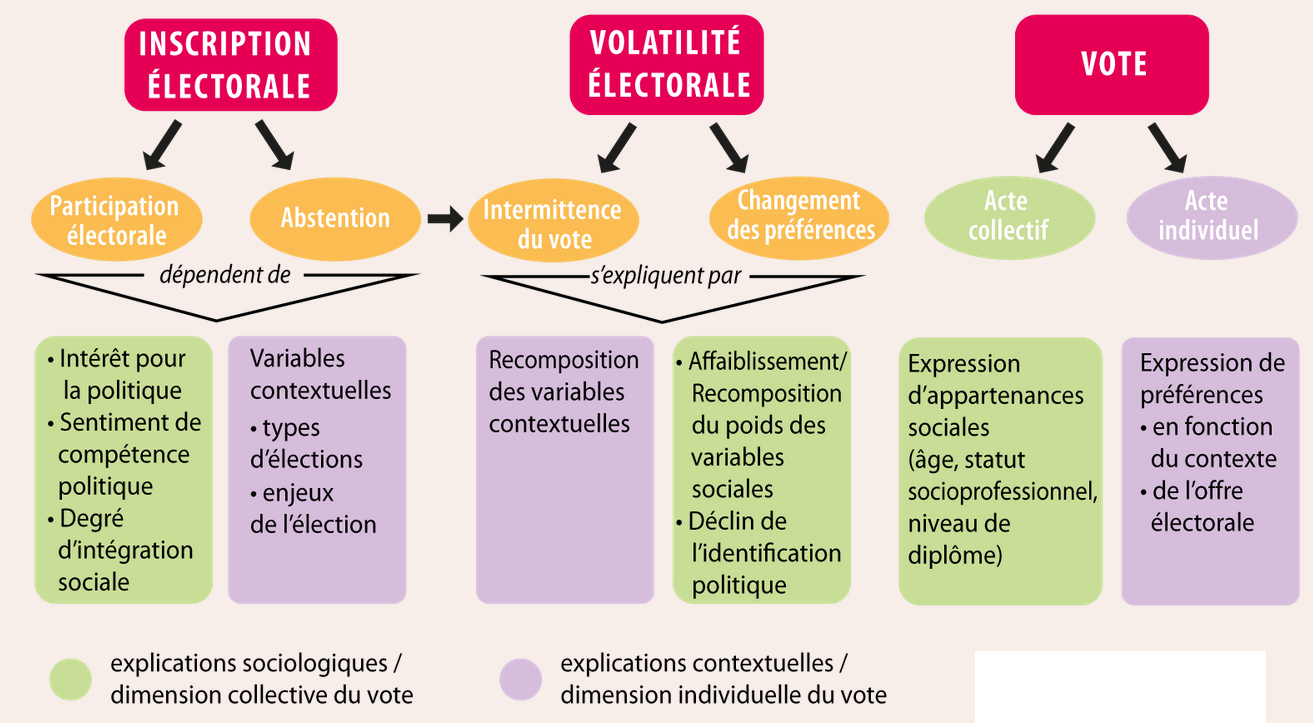 INSCRIPTION
ÉLECTORALE
Participation
électorale
Abstention
dépendent de
• Intérêt pour
la politique
• Sentiment de
compétence
politique
• Degré
d’intégration
sociale
Variables
contextuelles
• types
d’élections
• enjeux
de l’élection
VOLATILITÉ
ÉLECTORALE
Intermittence
du vote
Changement
des préférences
s’expliquent par
Recomposition
des variables
contextuelles
• Affaiblissement/
Recomposition
du poids des
variables
sociales
• Déclin de
l’identification
politique
VOTE
Acte
collectif
Acte
individuel
Expression
d’appartenances
sociales
(âge, statut
socioprofessionnel,
niveau de
diplôme)
Expression de
préférences
• en fonction
du contexte
• de l’offre
électorale
explications sociologiques /
dimension collective du vote
explications contextuelles /
dimension individuelle du vote